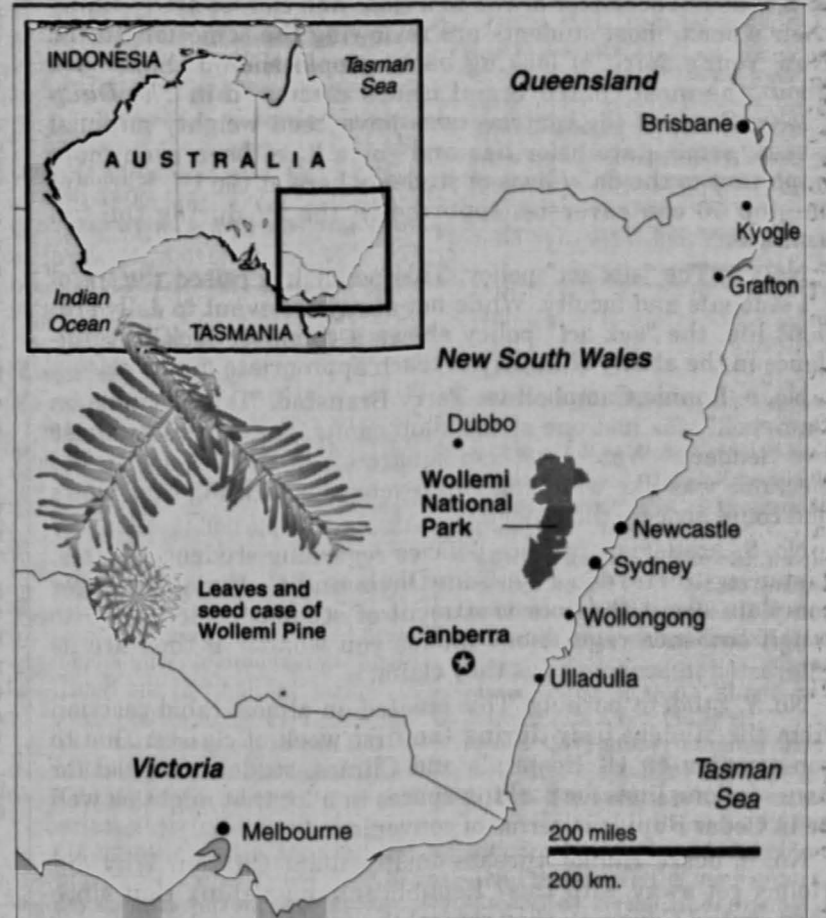 INDONESIA
Tasman
Sea
AUSTRALIA
Indian
Ocean
TASMANIA
Queensland
Brisbane
Kyogle
Grafton
New South Wales
Dubbo
Wollemi
National
Park
Newcastle
Sydney
Wollongong
Canberra
Ulladulla
Leaves and
seed case of
Wollemi Pine
Victoria
Melbourne
Tasman
Sea
200 miles
200 km.